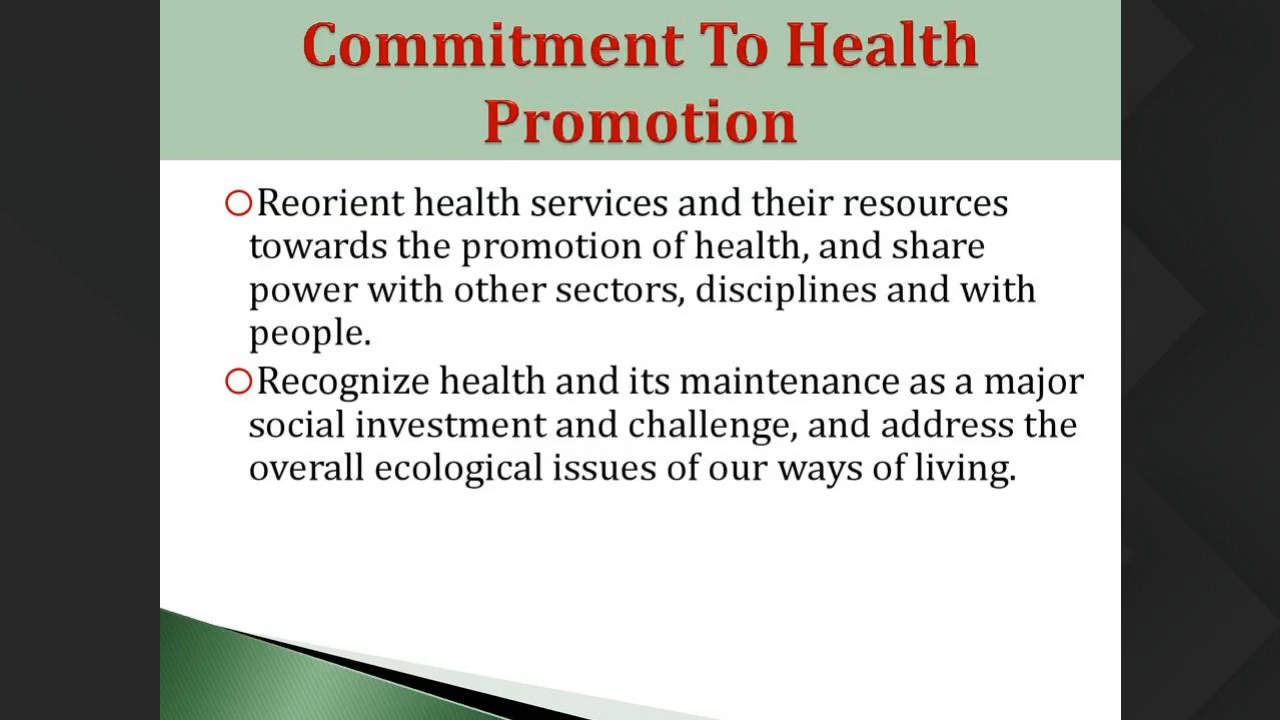 Commitment To Health
Promotion
Reorient health services and their resources
towards the promotion of health, and share
power with other sectors, disciplines and with
people.
Recognize health and its maintenance as a major
social investment and challenge, and address the
overall ecological issues of our ways of living.